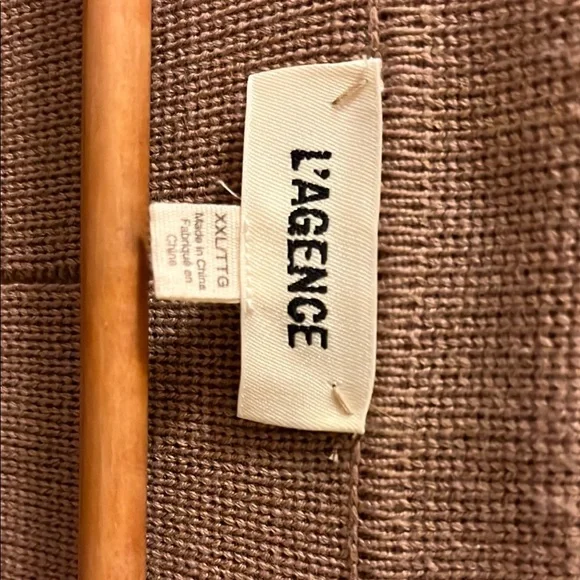 L'AGENCE
XXL/TTG
Made in China
Fabriqué en
Chine